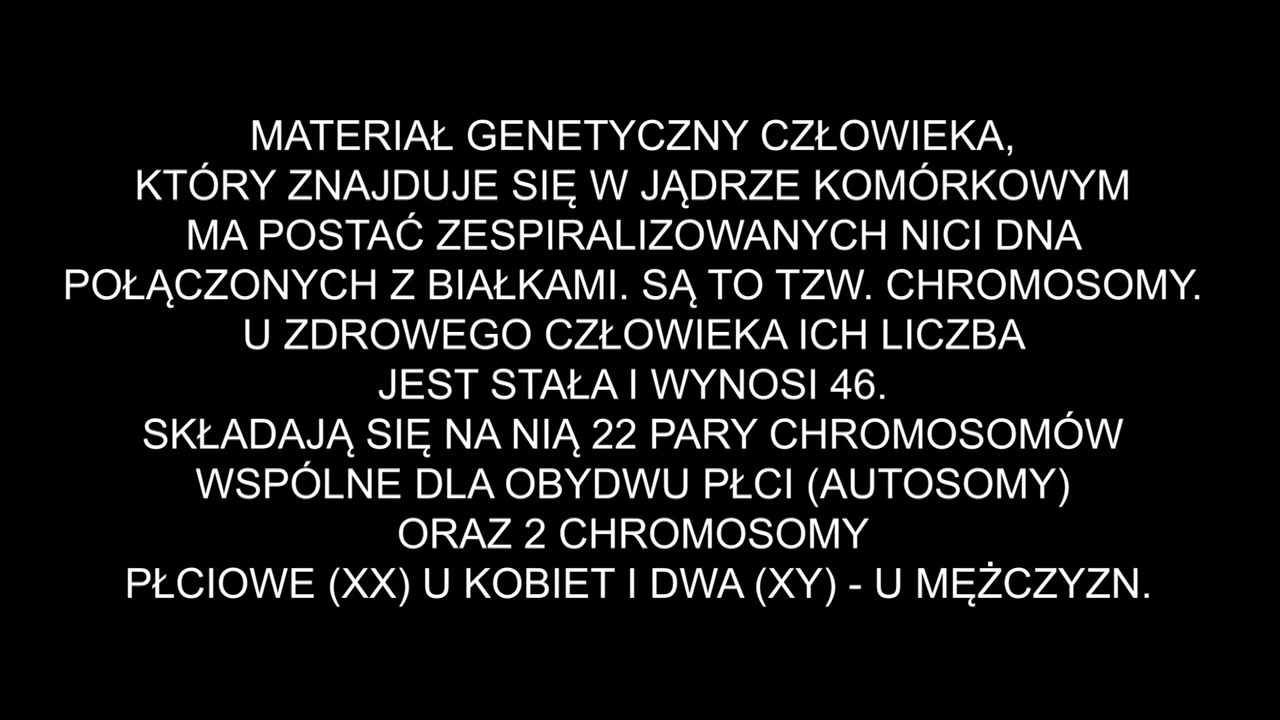 MATERIAŁ GENETYCZNY CZŁOWIEKA,
KTÓRY ZNAJDUJE SIĘ W JĄDRZE KOMÓRKOWYM
MA POSTAĆ ZESPIRALIZOWANYCH NICI DNA
POŁĄCZONYCH Z BIAŁKAMI. SĄ TO TZW. CHROMOSOMY.
U ZDROWEGO CZŁOWIEKA ICH LICZBA
JEST STAŁA I WYNOSI 46.
SKŁADAJĄ SIĘ NA NIĄ 22 PARY CHROMOSOMÓW
WSPÓLNE DLA OBYDWU PŁCI (AUTOSOMY)
ORAZ 2 CHROMOSOMY
PŁCIOWE (XX) U KOBIET I DWA (XY) - U MĘŻCZYZN.